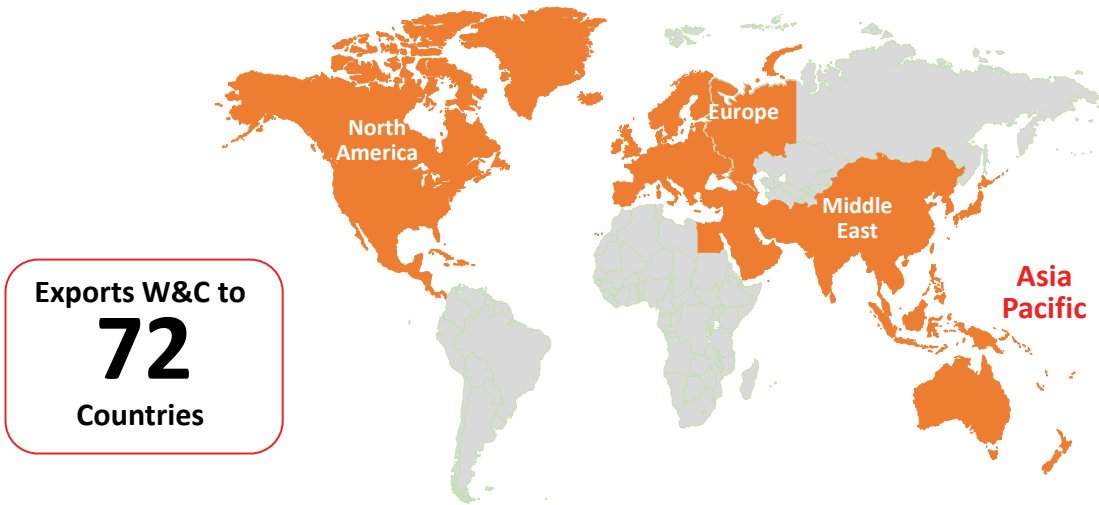 North
America
Europe
Middle
East
Asia
Pacific
Exports W&C to
72
Countries